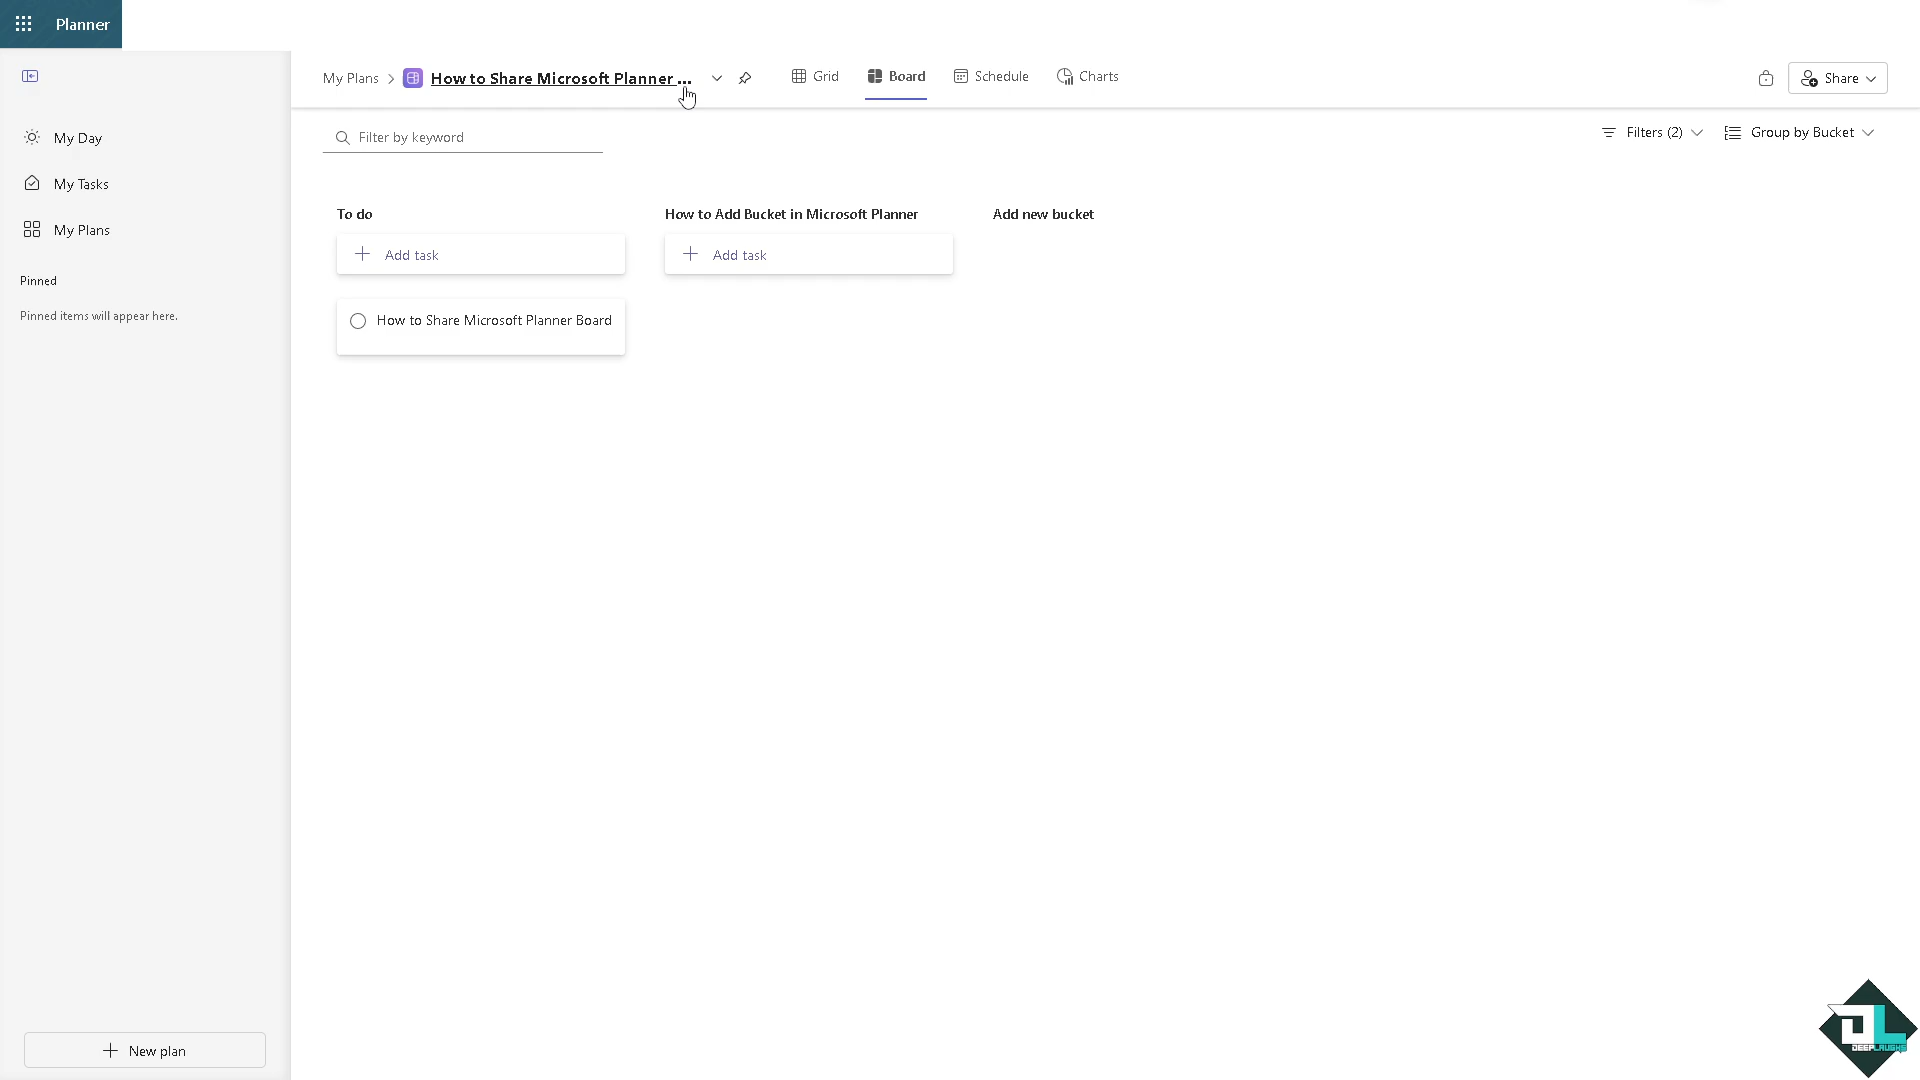 Planner
My Plans
How to Share Microsoft Planner ...
Grid
Board
Schedule
Charts
Share
My Day
My Tasks
My Plans
Pinned
Pinned items will appear here.
Filter by keyword
Filters (2)
Group by Bucket
To do
How to Add Bucket in Microsoft Planner
Add new bucket
Add task
Add task
How to Share Microsoft Planner Board
New plan
DEEPLAUGHS